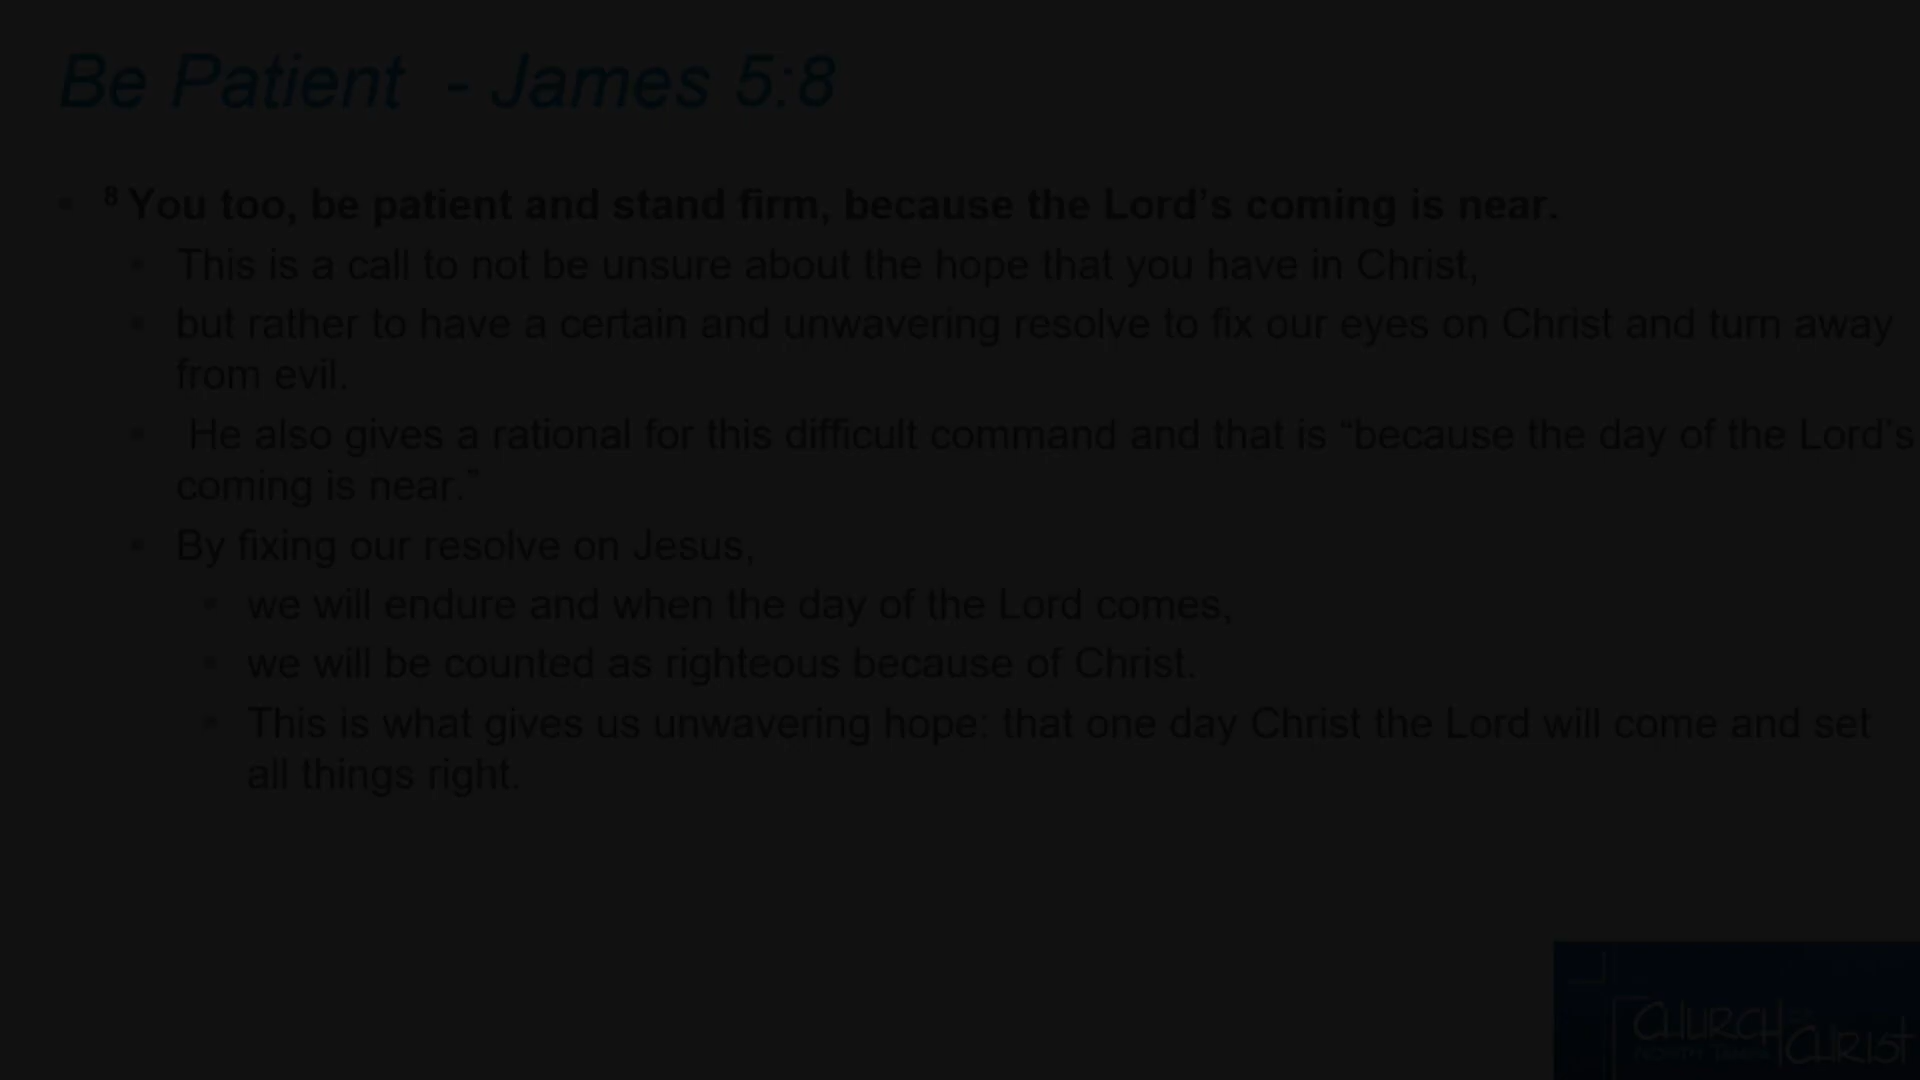 Be Patient - James 5:8
⁸ You too, be patient and stand firm, because the Lord’s coming is near.
This is a call to not be unsure about the hope that you have in Christ,
but rather to have a certain and unwavering resolve to fix our eyes on Christ and turn away
from evil.
He also gives a rational for this difficult command and that is “because the day of the Lord’s
coming is near.”
By fixing our resolve on Jesus,
we will endure and when the day of the Lord comes,
we will be counted as righteous because of Christ.
This is what gives us unwavering hope: that one day Christ the Lord will come and set
all things right.
CHURCH
CHRIST